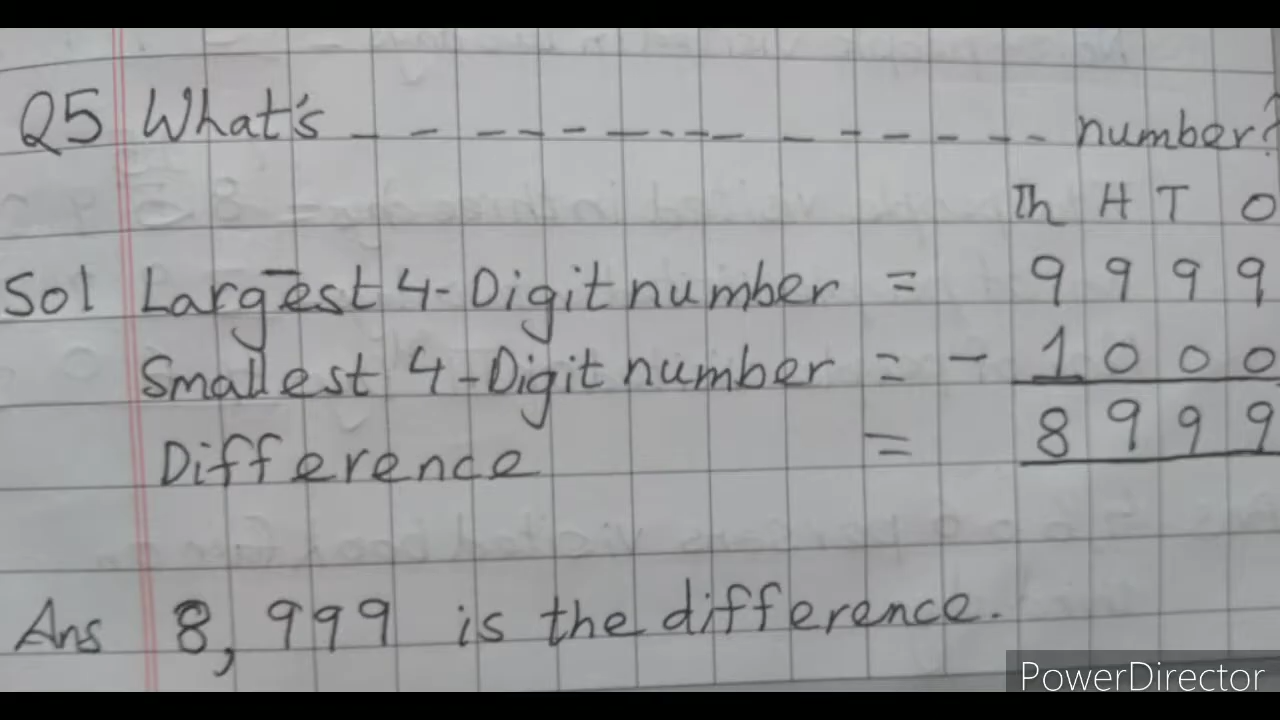 Q5 What's _ _ _ _ _ _ _ _ _ _ _ _ _ number?
Th H T O
Sol Largest 4-Digit number = 9 9 9 9
Smallest 4-Digit number = - 1 0 0 0
Difference = 8 9 9 9
Ans 8,999 is the difference.
PowerDirector